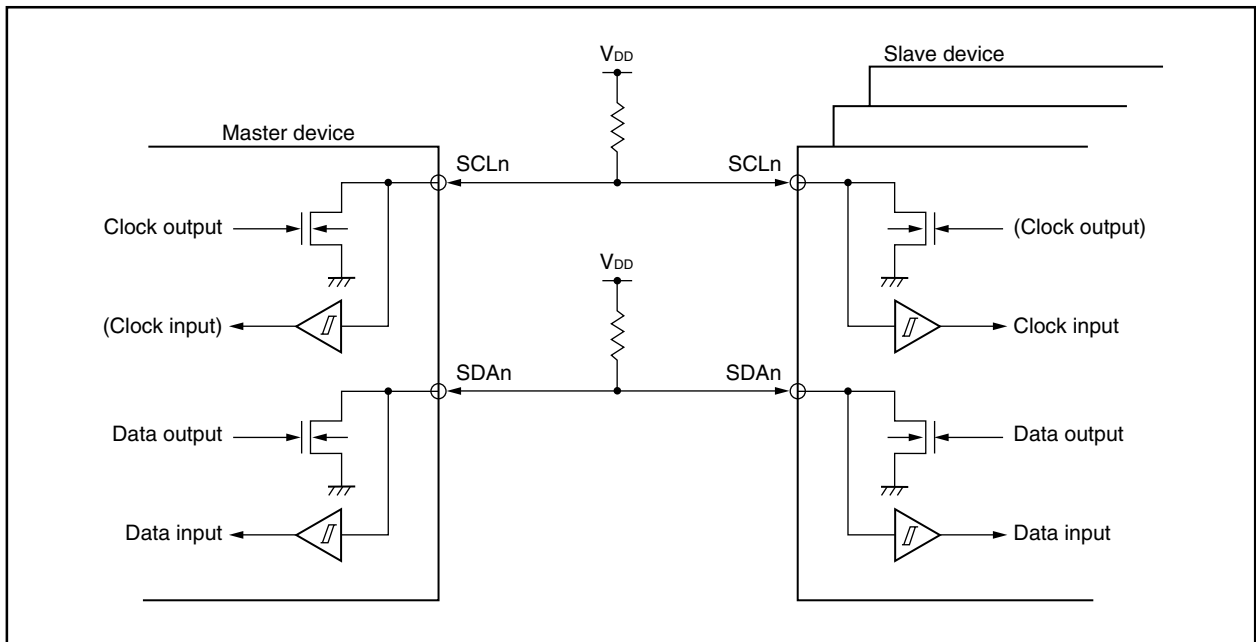 VDD
Slave device
Master device
SCLn
SCLn
Clock output
(Clock output)
VDD
(Clock input)
Clock input
SDAn
SDAn
Data output
Data output
Data input
Data input